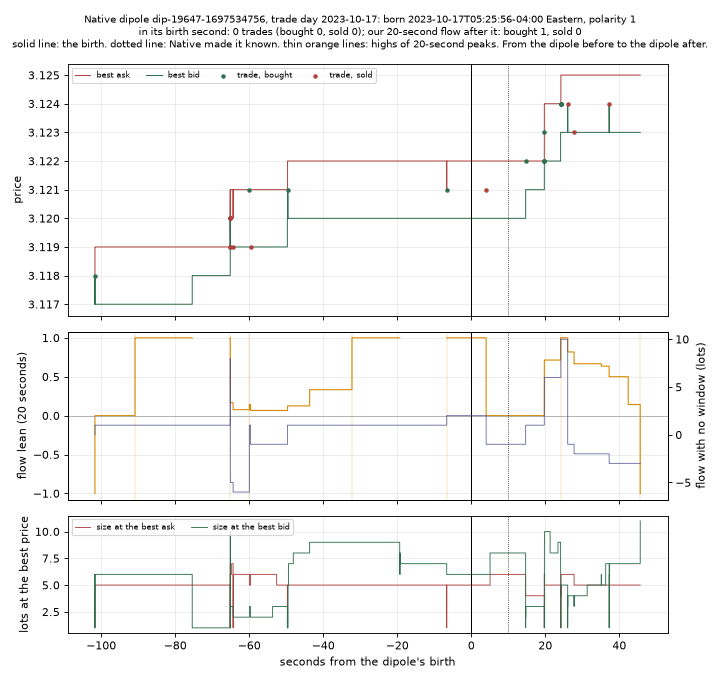 Native dipole dip-19647-1697534756, trade day 2023-10-17: born 2023-10-17T05:25:56-04:00 Eastern, polarity 1
in its birth second: 0 trades (bought 0, sold 0); our 20-second flow after it: bought 1, sold 0
solid line: the birth. dotted line: Native made it known. thin orange lines: highs of 20-second peaks. From the dipole before to the dipole after.
best ask
best bid
trade, bought
trade, sold
3.125
3.124
3.123
3.122
3.121
3.120
3.119
3.118
3.117
price
1.0
0.5
0.0
−0.5
−1.0
flow lean (20 seconds)
10
5
0
−5
flow with no window (lots)
size at the best ask
size at the best bid
10.0
7.5
5.0
2.5
lots at the best price
−100
−80
−60
−40
−20
0
20
40
seconds from the dipole's birth